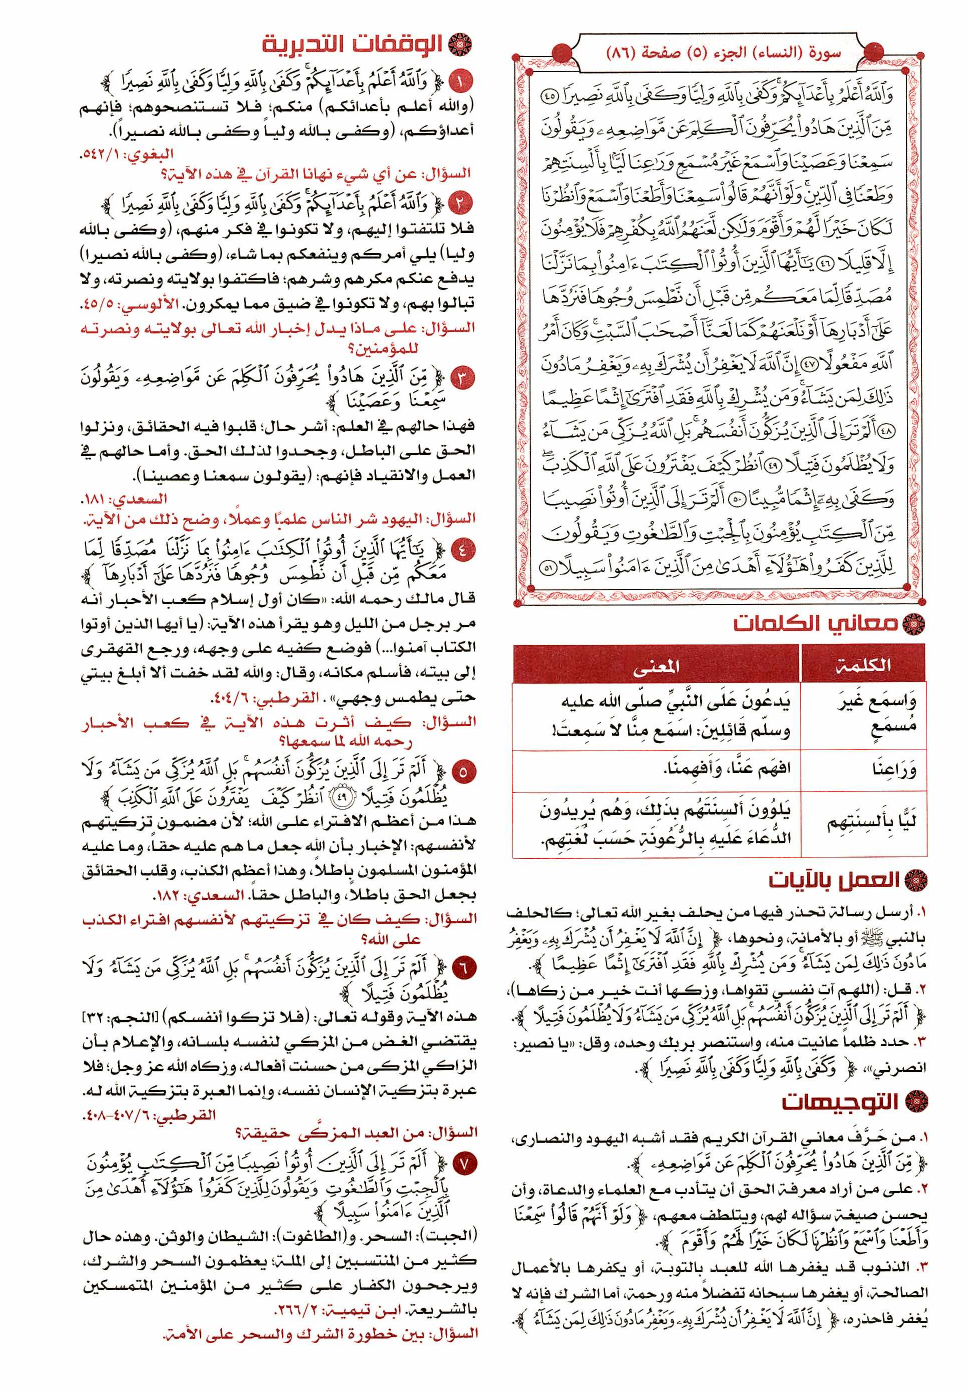 سورة (النساء) الجزء (٥) صفحة (٨٦)
وَٱللَّهُ أَعْلَمُ بِأَعْدَآئِكُمْ ۚ وَكَفَىٰ بِٱللَّهِ وَلِيًّا وَكَفَىٰ بِٱللَّهِ نَصِيرًا ٤٥
مِّنَ ٱلَّذِينَ هَادُوا۟ يُحَرِّفُونَ ٱلْكَلِمَ عَن مَّوَاضِعِهِۦ وَيَقُولُونَ
سَمِعْنَا وَعَصَيْنَا وَٱسْمَعْ غَيْرَ مُسْمَعٍ وَرَٰعِنَا لَيًّۢا بِأَلْسِنَتِهِمْ
وَطَعْنًا فِى ٱلدِّينِ ۚ وَلَوْ أَنَّهُمْ قَالُوا۟ سَمِعْنَا وَأَطَعْنَا وَٱسْمَعْ وَٱنظُرْنَا
لَكَانَ خَيْرًا لَّهُمْ وَأَقْوَمَ وَلَٰكِن لَّعَنَهُمُ ٱللَّهُ بِكُفْرِهِمْ فَلَا يُؤْمِنُونَ
إِلَّا قَلِيلًا ٤٦ يَٰٓأَيُّهَا ٱلَّذِينَ أُوتُوا۟ ٱلْكِتَٰبَ ءَامِنُوا۟ بِمَا نَزَّلْنَا
مُصَدِّقًا لِّمَا مَعَكُم مِّن قَبْلِ أَن نَّطْمِسَ وُجُوهًا فَنَرُدَّهَا
عَلَىٰٓ أَدْبَارِهَآ أَوْ نَلْعَنَهُمْ كَمَا لَعَنَّآ أَصْحَٰبَ ٱلسَّبْتِ ۚ وَكَانَ أَمْرُ
ٱللَّهِ مَفْعُولًا ٤٧ إِنَّ ٱللَّهَ لَا يَغْفِرُ أَن يُشْرَكَ بِهِۦ وَيَغْفِرُ مَا دُونَ
ذَٰلِكَ لِمَن يَشَآءُ ۚ وَمَن يُشْرِكْ بِٱللَّهِ فَقَدِ ٱفْتَرَىٰٓ إِثْمًا عَظِيمًا
٤٨ أَلَمْ تَرَ إِلَى ٱلَّذِينَ يُزَكُّونَ أَنفُسَهُم ۚ بَلِ ٱللَّهُ يُزَكِّى مَن يَشَآءُ
وَلَا يُظْلَمُونَ فَتِيلًا ٤٩ ٱنظُرْ كَيْفَ يَفْتَرُونَ عَلَى ٱللَّهِ ٱلْكَذِبَ ۖ
وَكَفَىٰ بِهِۦٓ إِثْمًا مُّبِينًا ٥٠ أَلَمْ تَرَ إِلَى ٱلَّذِينَ أُوتُوا۟ نَصِيبًا
مِّنَ ٱلْكِتَٰبِ يُؤْمِنُونَ بِٱلْجِبْتِ وَٱلطَّٰغُوتِ وَيَقُولُونَ
لِلَّذِينَ كَفَرُوا۟ هَٰٓؤُلَآءِ أَهْدَىٰ مِنَ ٱلَّذِينَ ءَامَنُوا۟ سَبِيلًا ٥١
معاني الكلمات
الكلمة المعنى
وَاسمَع غَيرَ مُسمَعٍ يَدعُونَ عَلَى النَّبِيِّ صلّى الله عليه
وسلّم قَائِلِينَ: اسمَع مِنَّا لاَ سَمِعتَ!
وَرَاعِنَا افهَم عَنَّا، وَأَفهِمنَا.
لَيًّا بِأَلسِنَتِهِم يَلوُونَ أَلسِنَتَهُم بِذَلِكَ، وَهُم يُرِيدُونَ
الدُّعَاءَ عَلَيهِ بِالرُّعُونَةِ حَسَبَ لُغَتِهِم.
العمل بالآيات
١. أرسل رسالة تحذر فيها من يحلف بغير الله تعالى؛ كالحلف
بالنبي ﷺ أو بالأمانة، ونحوها، ﴿ إِنَّ ٱللَّهَ لَا يَغْفِرُ أَن يُشْرَكَ بِهِۦ وَيَغْفِرُ
مَا دُونَ ذَٰلِكَ لِمَن يَشَآءُ ۚ وَمَن يُشْرِكْ بِٱللَّهِ فَقَدِ ٱفْتَرَىٰٓ إِثْمًا عَظِيمًا ﴾.
٢. قل: (اللهم آت نفسي تقواها، وزكها أنت خير من زكاها)،
﴿ أَلَمْ تَرَ إِلَى ٱلَّذِينَ يُزَكُّونَ أَنفُسَهُم ۚ بَلِ ٱللَّهُ يُزَكِّى مَن يَشَآءُ وَلَا يُظْلَمُونَ فَتِيلًا ﴾.
٣. حدد ظلماً عانيت منه، واستنصر بربك وحده، وقل: «يا نصير:
انصرني»، ﴿ وَكَفَىٰ بِٱللَّهِ وَلِيًّا وَكَفَىٰ بِٱللَّهِ نَصِيرًا ﴾.
التوجيهات
١. من حَرَّفَ معاني القرآن الكريم فقد أشبه اليهود والنصارى،
﴿ مِّنَ ٱلَّذِينَ هَادُوا۟ يُحَرِّفُونَ ٱلْكَلِمَ عَن مَّوَاضِعِهِۦ ﴾.
٢. على من أراد معرفة الحق أن يتأدب مع العلماء والدعاة، وأن
يحسن صيغة سؤاله لهم، ويتلطف معهم، ﴿ وَلَوْ أَنَّهُمْ قَالُوا۟ سَمِعْنَا
وَأَطَعْنَا وَٱسْمَعْ وَٱنظُرْنَا لَكَانَ خَيْرًا لَّهُمْ وَأَقْوَمَ ﴾.
٣. الذنوب قد يغفرها الله للعبد بالتوبة، أو يكفرها بالأعمال
الصالحة، أو يغفرها سبحانه تفضلاً منه ورحمة، أما الشرك فإنه لا
يُغفر فاحذره، ﴿ إِنَّ ٱللَّهَ لَا يَغْفِرُ أَن يُشْرَكَ بِهِۦ وَيَغْفِرُ مَا دُونَ ذَٰلِكَ لِمَن يَشَآءُ ﴾.
الوقفات التدبرية
١ ﴿ وَٱللَّهُ أَعْلَمُ بِأَعْدَآئِكُمْ ۚ وَكَفَىٰ بِٱللَّهِ وَلِيًّا وَكَفَىٰ بِٱللَّهِ نَصِيرًا ﴾
(والله أعلم بأعدائكم) منكم؛ فلا تستنصحوهم؛ فإنهم
أعداؤكم، (وكفى بالله ولياً وكفى بالله نصيراً).
البغوي: ٥٤٢/١.
السؤال: عن أي شيء نهانا القرآن في هذه الآية؟
٢ ﴿ وَٱللَّهُ أَعْلَمُ بِأَعْدَآئِكُمْ ۚ وَكَفَىٰ بِٱللَّهِ وَلِيًّا وَكَفَىٰ بِٱللَّهِ نَصِيرًا ﴾
فلا تلتفتوا إليهم، ولا تكونوا في فكر منهم، (وكفى بالله
وليا) يلي أمركم وينفعكم بما شاء، (وكفى بالله نصيرا)
يدفع عنكم مكرهم وشرهم؛ فاكتفوا بولايته ونصرته، ولا
تبالوا بهم، ولا تكونوا في ضيق مما يمكرون. الألوسي: ٤٥/٥.
السؤال: على ماذا يدل إخبار الله تعالى بولايته ونصرته
للمؤمنين؟
٣ ﴿ مِّنَ ٱلَّذِينَ هَادُوا۟ يُحَرِّفُونَ ٱلْكَلِمَ عَن مَّوَاضِعِهِۦ وَيَقُولُونَ
سَمِعْنَا وَعَصَيْنَا ﴾
فهذا حالهم في العلم: أشر حال؛ قلبوا فيه الحقائق، ونزلوا
الحق على الباطل، وجحدوا لذلك الحق. وأما حالهم في
العمل والانقياد فإنهم: (يقولون سمعنا وعصينا).
السعدي: ١٨١.
السؤال: اليهود شر الناس علمياً وعملاً، وضح ذلك من الآية.
٤ ﴿ يَٰٓأَيُّهَا ٱلَّذِينَ أُوتُوا۟ ٱلْكِتَٰبَ ءَامِنُوا۟ بِمَا نَزَّلْنَا مُصَدِّقًا لِّمَا
مَعَكُم مِّن قَبْلِ أَن نَّطْمِسَ وُجُوهًا فَنَرُدَّهَا عَلَىٰٓ أَدْبَارِهَآ ﴾
قال مالك رحمه الله: «كان أول إسلام كعب الأحبار أنه
مر برجل من الليل وهو يقرأ هذه الآية: (يا أيها الذين أوتوا
الكتاب آمنوا...) فوضع كفيه على وجهه، ورجع القهقرى
إلى بيته، فأسلم مكانه، وقال: والله لقد خفت ألا أبلغ بيتي
حتى يطمس وجهي» . القرطبي: ٤٠٤/٦.
السؤال: كيف أثرت هذه الآية في كعب الأحبار
رحمه الله لما سمعها؟
٥ ﴿ أَلَمْ تَرَ إِلَى ٱلَّذِينَ يُزَكُّونَ أَنفُسَهُم ۚ بَلِ ٱللَّهُ يُزَكِّى مَن يَشَآءُ وَلَا
يُظْلَمُونَ فَتِيلًا ٤٩ ٱنظُرْ كَيْفَ يَفْتَرُونَ عَلَى ٱللَّهِ ٱلْكَذِبَ ﴾
هذا من أعظم الافتراء على الله؛ لأن مضمون تزكيتهم
لأنفسهم: الإخبار بأن الله جعل ما هم عليه حقاً، وما عليه
المؤمنون المسلمون باطلاً، وهذا أعظم الكذب، وقلب الحقائق
بجعل الحق باطلاً، والباطل حقاً. السعدي: ١٨٢.
السؤال: كيف كان في تزكيتهم لأنفسهم افتراء الكذب
على الله؟
٦ ﴿ أَلَمْ تَرَ إِلَى ٱلَّذِينَ يُزَكُّونَ أَنفُسَهُم ۚ بَلِ ٱللَّهُ يُزَكِّى مَن يَشَآءُ وَلَا
يُظْلَمُونَ فَتِيلًا ﴾
هذه الآية وقوله تعالى: (فلا تزكوا أنفسكم) [النجم: ٣٢]
يقتضي الغض من المزكي لنفسه بلسانه، والإعلام بأن
الزاكي المزكى من حسنت أفعاله، وزكاه الله عز وجل؛ فلا
عبرة بتزكية الإنسان نفسه، وإنما العبرة بتزكية الله له.
القرطبي: ٤٠٧/٦-٤٠٨.
السؤال: من العبد المزكَّى حقيقة؟
٧ ﴿ أَلَمْ تَرَ إِلَى ٱلَّذِينَ أُوتُوا۟ نَصِيبًا مِّنَ ٱلْكِتَٰبِ يُؤْمِنُونَ
بِٱلْجِبْتِ وَٱلطَّٰغُوتِ وَيَقُولُونَ لِلَّذِينَ كَفَرُوا۟ هَٰٓؤُلَآءِ أَهْدَىٰ مِنَ
ٱلَّذِينَ ءَامَنُوا۟ سَبِيلًا ﴾
(الجبت): السحر. و(الطاغوت): الشيطان والوثن. وهذه حال
كثير من المنتسبين إلى الملة؛ يعظمون السحر والشرك،
ويرجحون الكفار على كثير من المؤمنين المتمسكين
بالشريعة. ابن تيمية: ٢٦٦/٢.
السؤال: بين خطورة الشرك والسحر على الأمة.